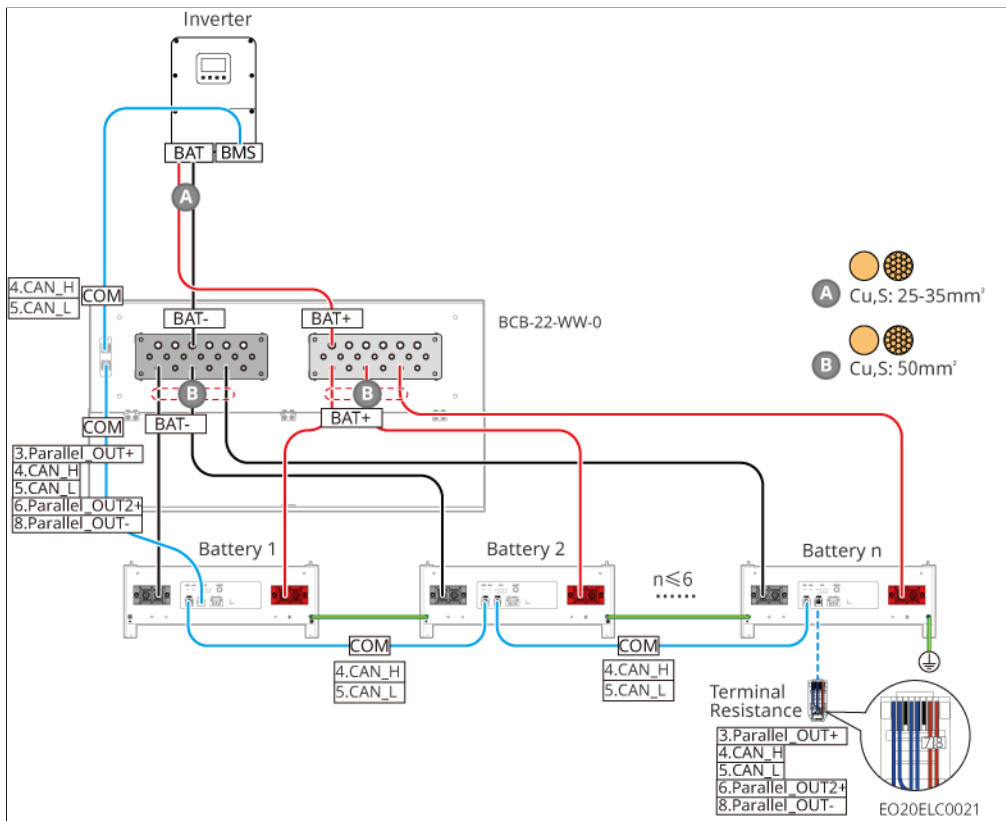 Inverter
BAT
BMS
A
4.CAN_H
5.CAN_L
COM
BAT-
BAT+
BCB-22-WW-0
A
Cu,S: 25-35mm²
B
Cu,S: 50mm²
B
B
BAT-
BAT+
COM
3.Parallel_OUT+
4.CAN_H
5.CAN_L
6.Parallel_OUT2+
8.Parallel_OUT-
Battery 1
Battery 2
n≤6
......
Battery n
COM
4.CAN_H
5.CAN_L
COM
4.CAN_H
5.CAN_L
Terminal
Resistance
3.Parallel_OUT+
4.CAN_H
5.CAN_L
6.Parallel_OUT2+
8.Parallel_OUT-
7 8
EO20ELC0021